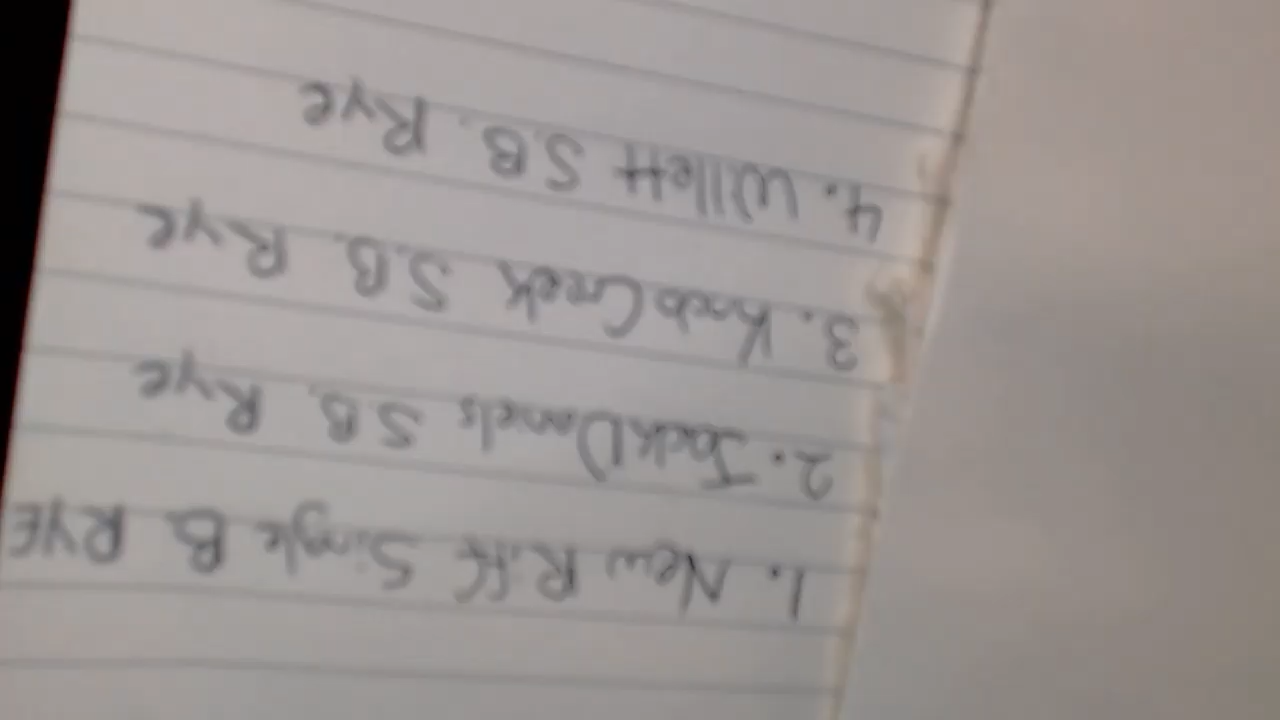 1. New Riff Single B RYE
2. Jack Daniels S.B. Rye
3. Knob Creek S.B. Rye
4. Willett S.B. Rye